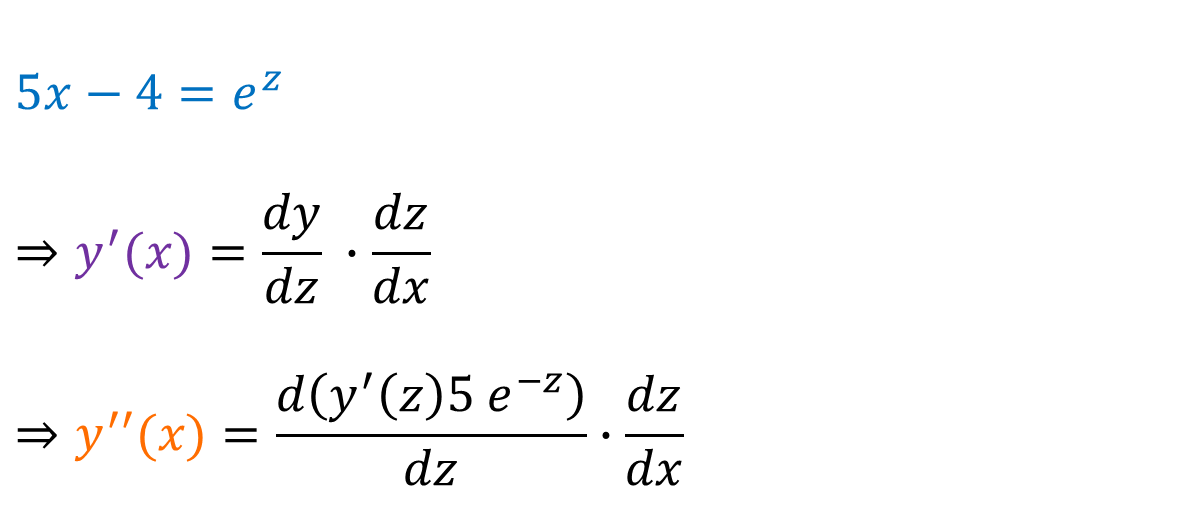 5x − 4 = e^z
⇒ y′(x) = dy/dz · dz/dx
⇒ y′′(x) = d(y′(z)5 e^−z)/dz · dz/dx